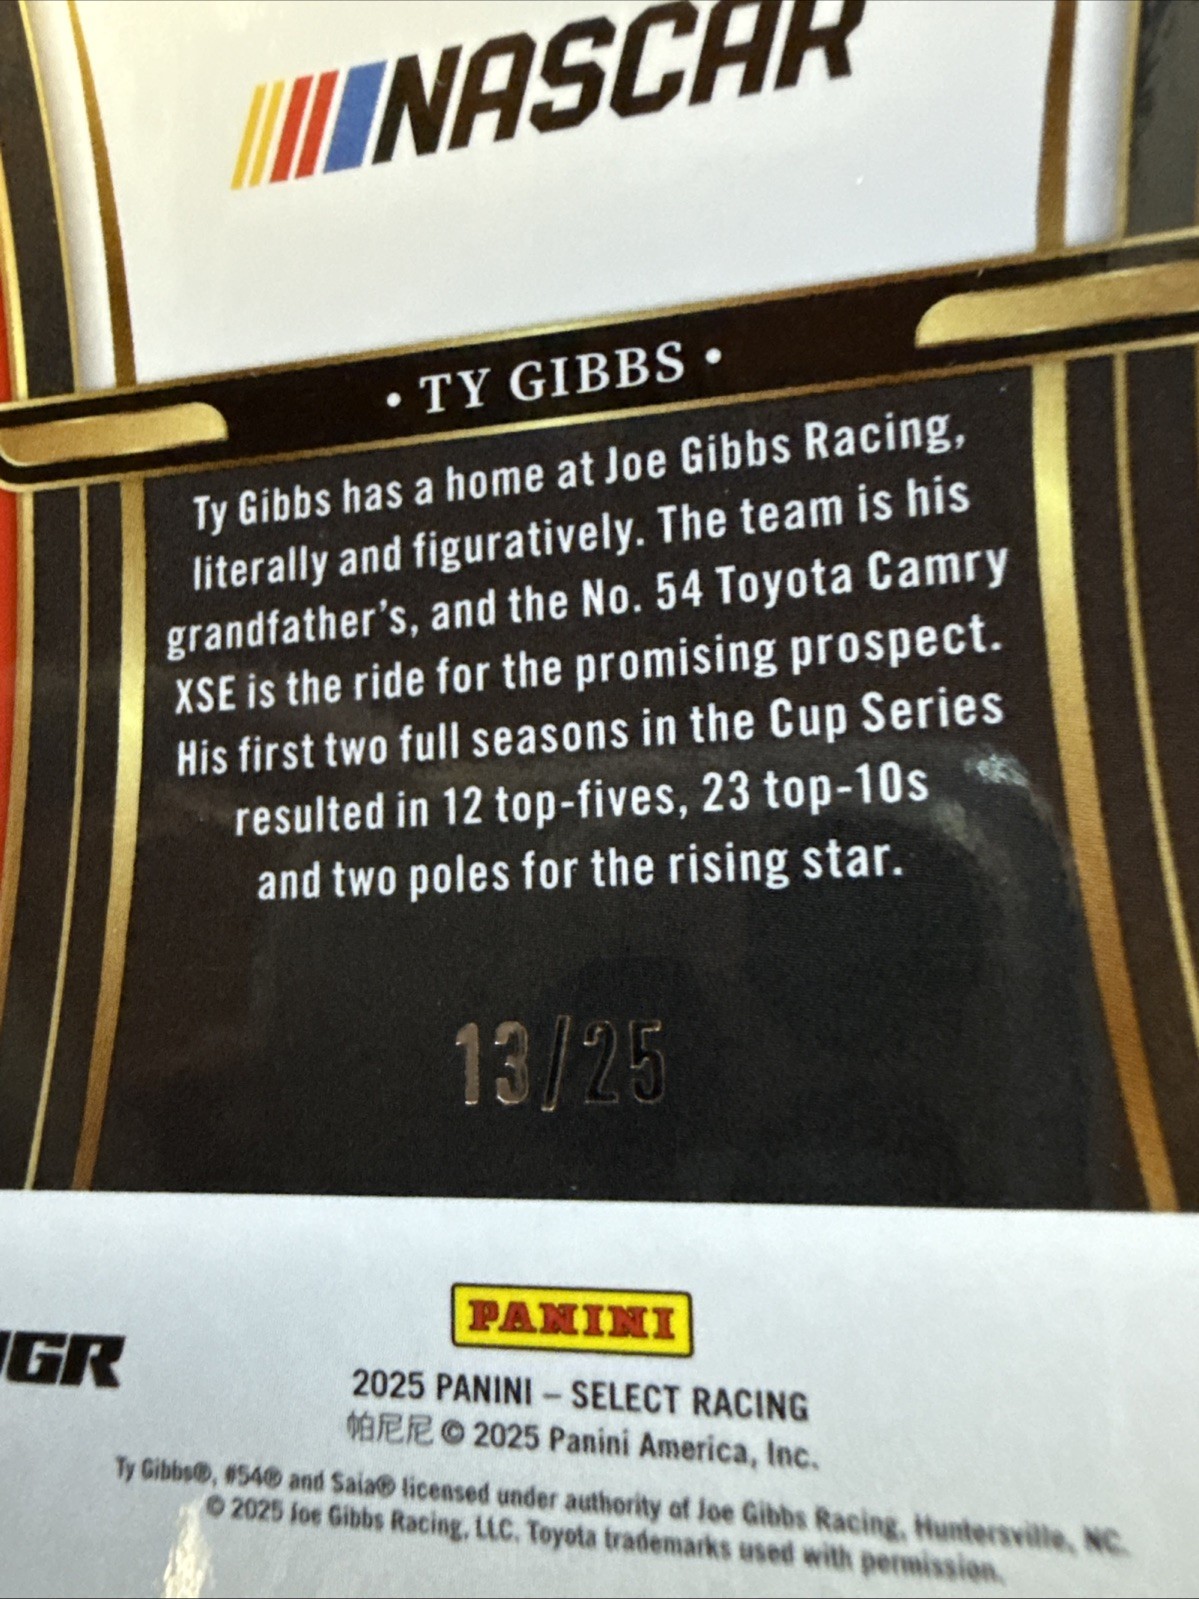 NASCAR
• TY GIBBS •
Ty Gibbs has a home at Joe Gibbs Racing,
literally and figuratively. The team is his
grandfather's, and the No. 54 Toyota Camry
XSE is the ride for the promising prospect.
His first two full seasons in the Cup Series
resulted in 12 top-fives, 23 top-10s
and two poles for the rising star.
13/25
PANINI
JGR
2025 PANINI – SELECT RACING
帕尼尼 © 2025 Panini America, Inc.
Ty Gibbs®, #54® and Saia® licensed under authority of Joe Gibbs Racing, Huntersville, NC.
© 2025 Joe Gibbs Racing, LLC. Toyota trademarks used with permission.